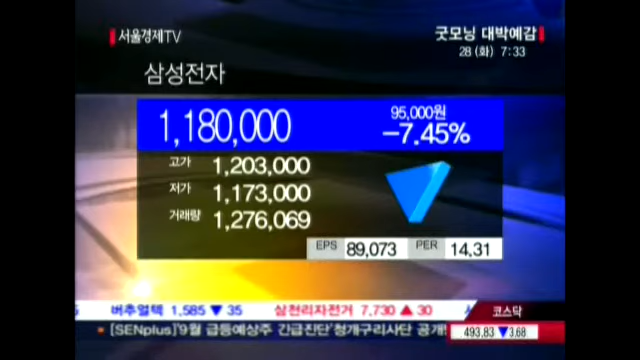 서울경제TV
굿모닝 대박예감
28 (화) 7:33
삼성전자
1,180,000
95,000원
-7.45%
고가 1,203,000
저가 1,173,000
거래량 1,276,069
EPS 89,073 PER 14.31
버추얼텍 1,585 ▼ 35 삼천리자전거 7,730 ▲ 30
코스닥
[SENplus]'9월 급등예상주 긴급진단'청개구리사단 공개
493.83 ▼3.68